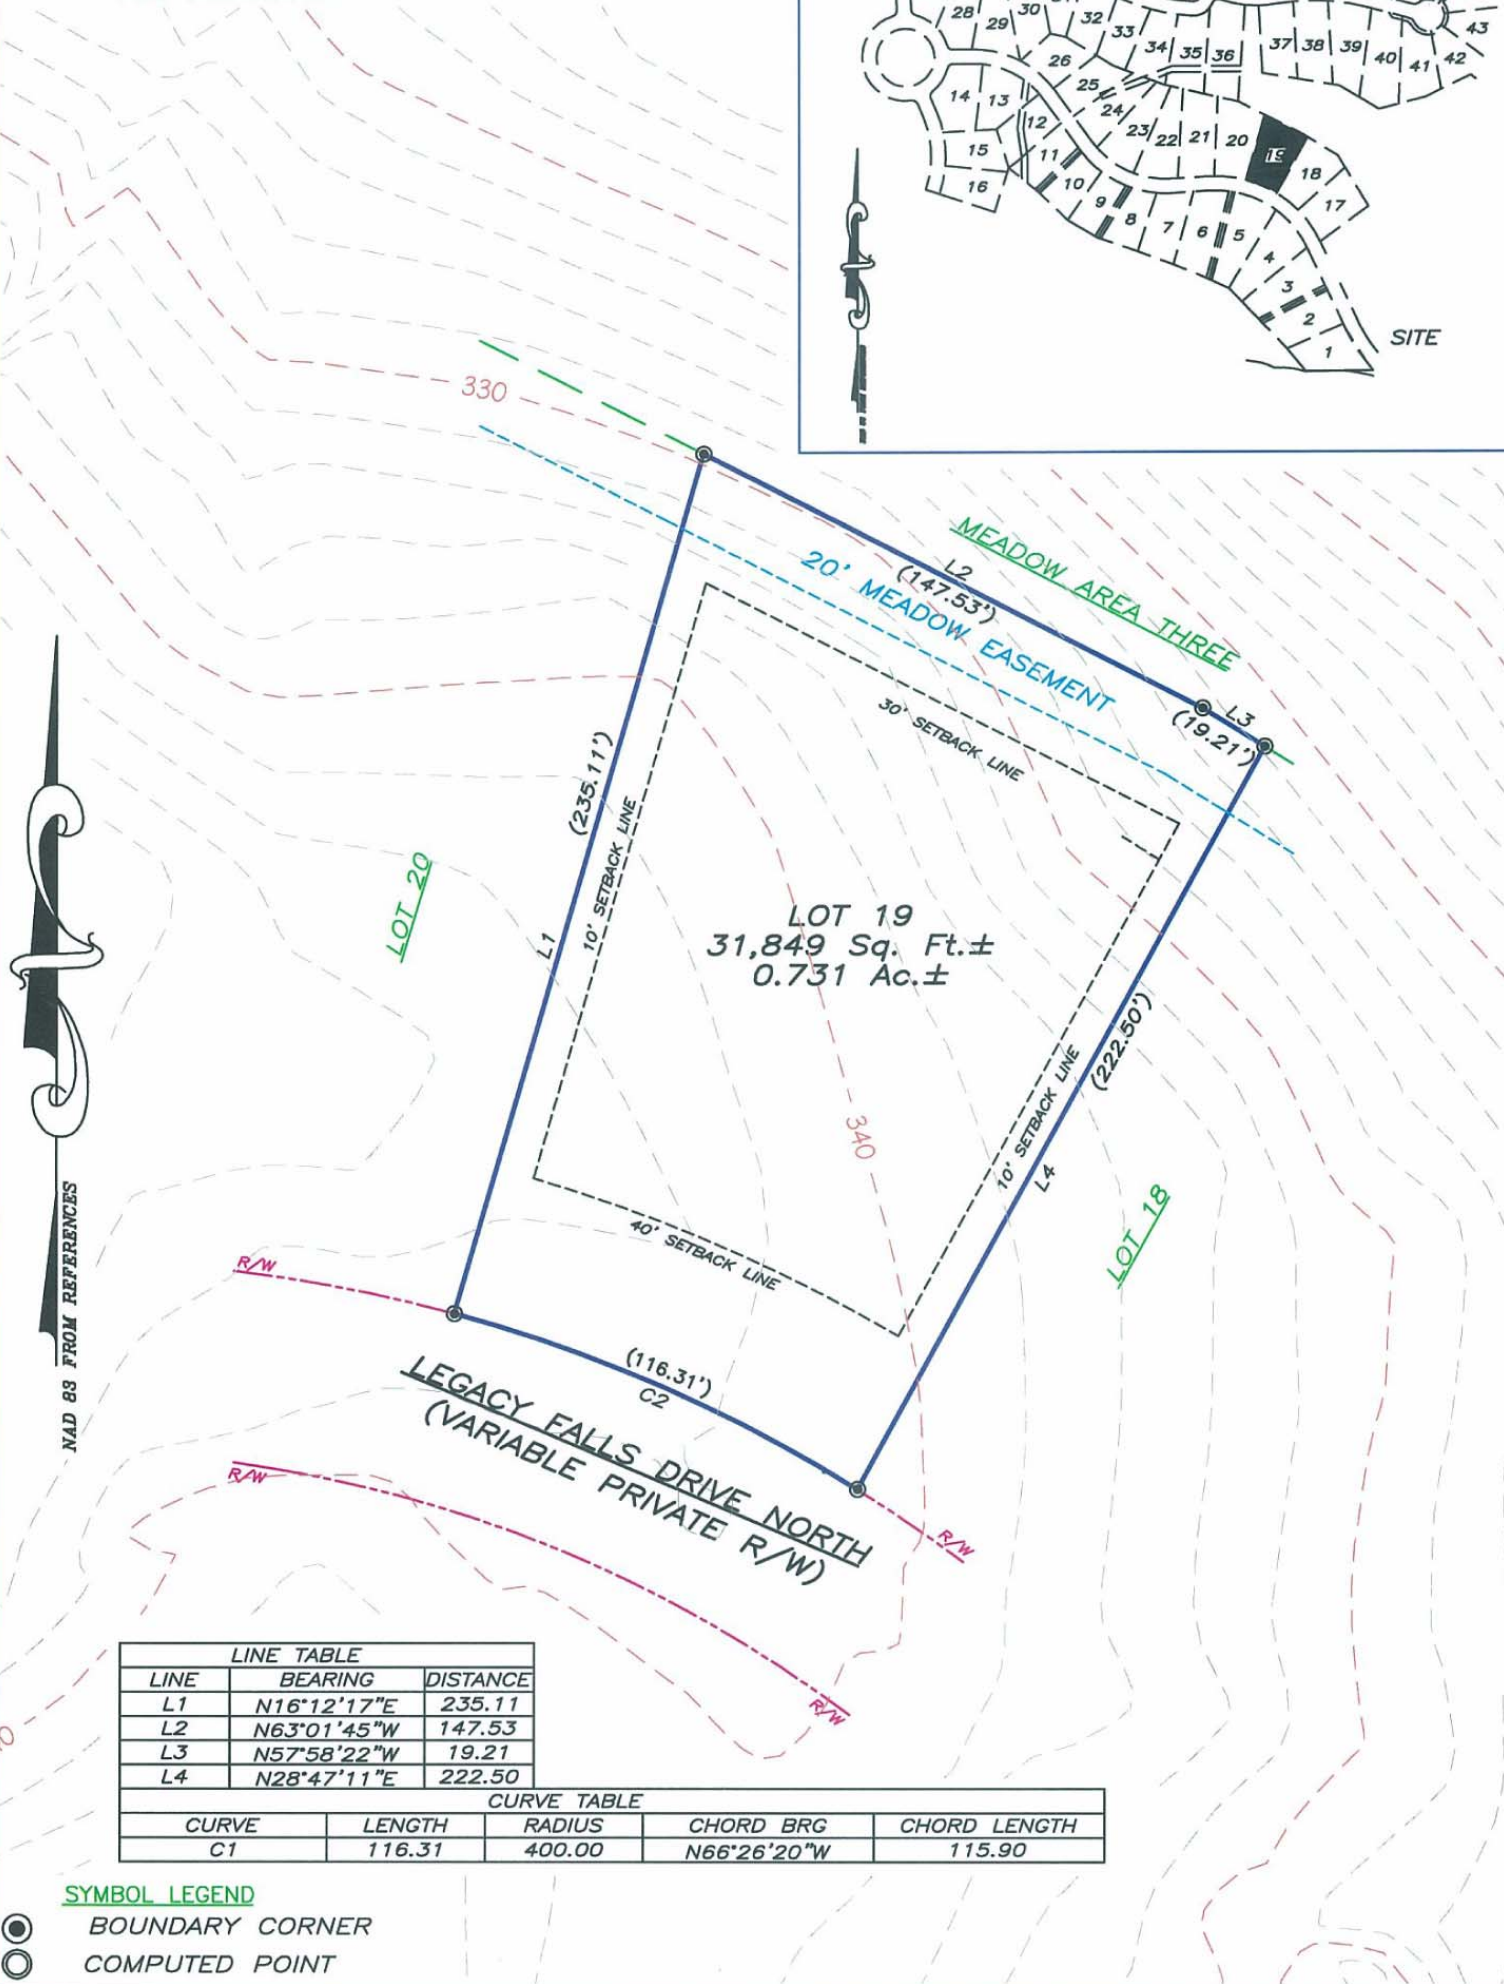 28
29
30
32
33
34
35
36
37
38
39
40
41
42
43
26
25
24
23
22
21
20
19
18
17
14
13
12
11
15
16
10
9
8
7
6
5
4
3
2
1
SITE
330
MEADOW AREA THREE
L2
(147.53')
20' MEADOW EASEMENT
L3
(19.21')
30' SETBACK LINE
(235.11')
10' SETBACK LINE
L1
LOT 20
LOT 19
31,849 Sq. Ft.±
0.731 Ac.±
(222.50')
10' SETBACK LINE
L4
340
LOT 18
40' SETBACK LINE
NAD 83 FROM REFERENCES
R/W
(116.31')
C2
LEGACY FALLS DRIVE NORTH
(VARIABLE PRIVATE R/W)
R/W
R/W
R/W
LINE TABLE
LINE BEARING DISTANCE
L1 N16°12'17"E 235.11
L2 N63°01'45"W 147.53
L3 N57°58'22"W 19.21
L4 N28°47'11"E 222.50
CURVE TABLE
CURVE LENGTH RADIUS CHORD BRG CHORD LENGTH
C1 116.31 400.00 N66°26'20"W 115.90
SYMBOL LEGEND
BOUNDARY CORNER
COMPUTED POINT